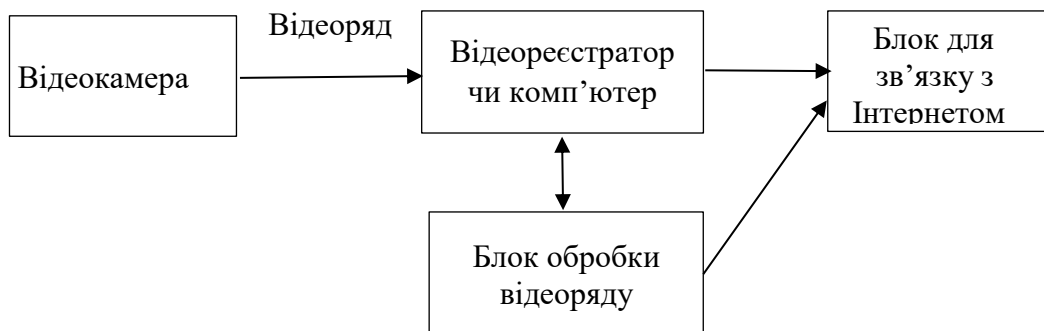 Відеокамера
Відеоряд
Відеореєстратор
чи комп’ютер
Блок для
зв’язку з
Інтернетом
Блок обробки
відеоряду